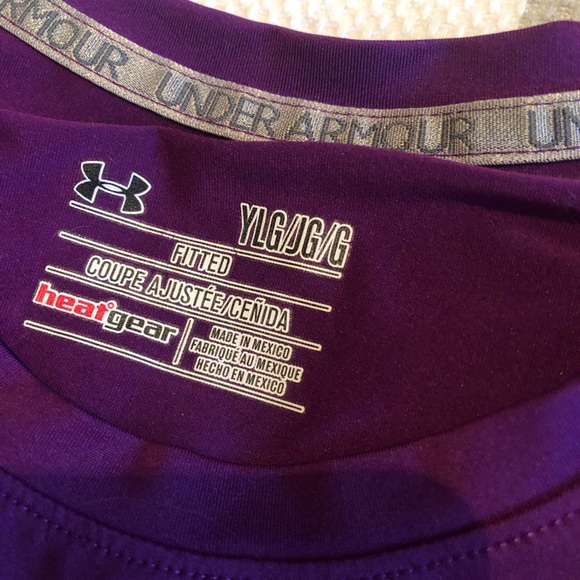 ARMOUR UNDER ARMOUR UN
YLG/JG/G
FITTED
COUPE AJUSTÉE/CEÑIDA
heatgear
MADE IN MEXICO
FABRIQUÉ AU MEXIQUE
HECHO EN MEXICO